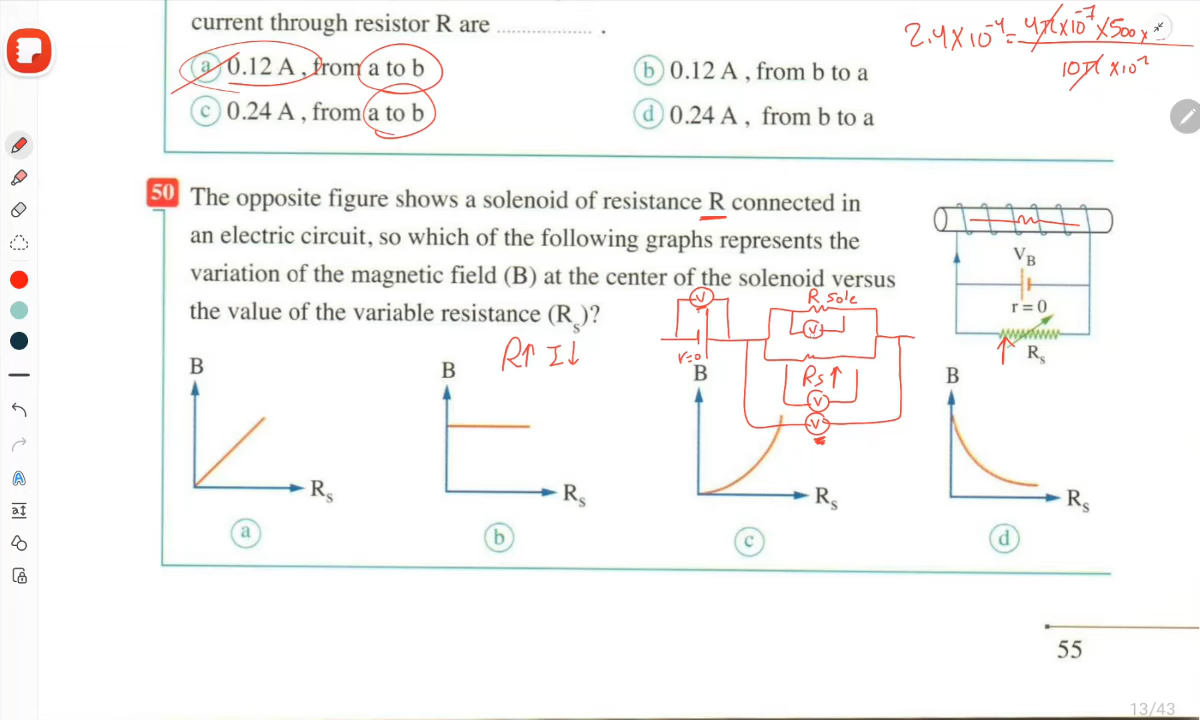 current through resistor R are .................... .
2.4 x 10⁻⁴ = 4π x 10⁻⁷ x 500 x
10π x 10⁻²
a 0.12 A , from a to b
b 0.12 A , from b to a
c 0.24 A , from a to b
d 0.24 A , from b to a
50 The opposite figure shows a solenoid of resistance R connected in
an electric circuit, so which of the following graphs represents the
variation of the magnetic field (B) at the center of the solenoid versus
the value of the variable resistance (Rs)?
VB
r = 0
Rs
R↑ I↓
V
r=0
R sole
V
Rs↑
V
V
B
Rs
a
B
Rs
b
B
Rs
c
B
Rs
d
55
13/43